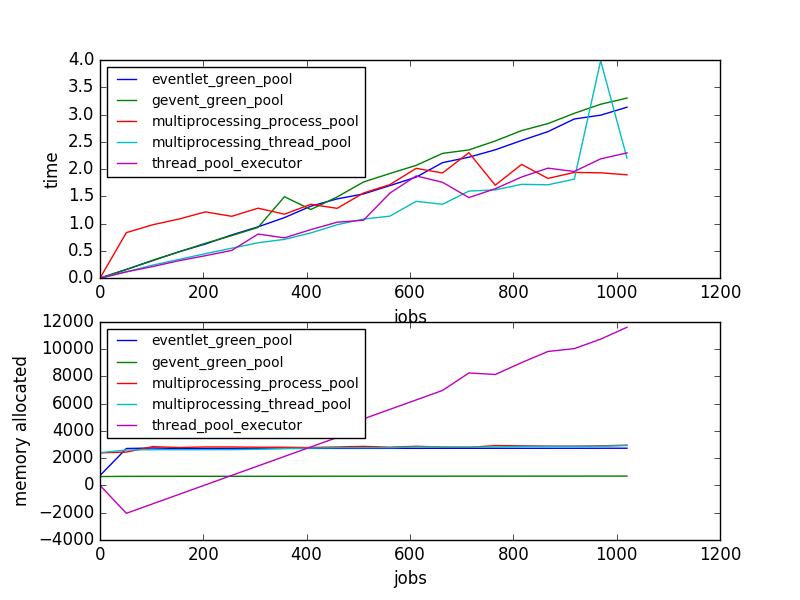 4.0
3.5
3.0
2.5
2.0
1.5
1.0
0.5
0.0
time
eventlet_green_pool
gevent_green_pool
multiprocessing_process_pool
multiprocessing_thread_pool
thread_pool_executor
0 200 400 600 800 1000 1200
jobs
12000
10000
8000
6000
4000
2000
0
−2000
−4000
memory allocated
eventlet_green_pool
gevent_green_pool
multiprocessing_process_pool
multiprocessing_thread_pool
thread_pool_executor
0 200 400 600 800 1000 1200
jobs